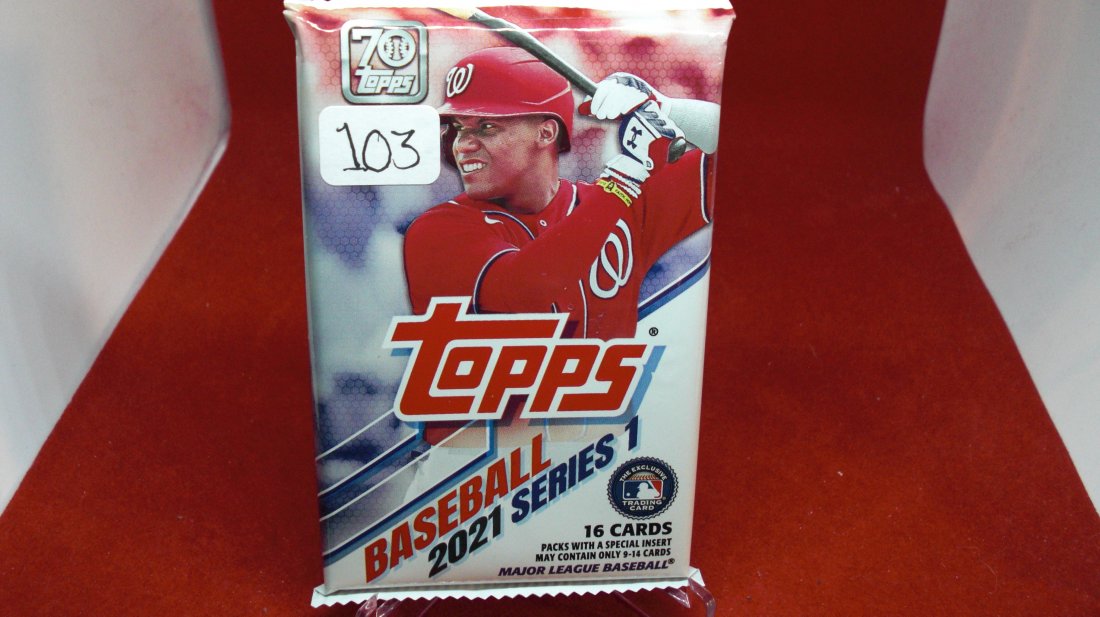 70
TOPPS
103
W
W
TOPPS®
BASEBALL
2021 SERIES 1
THE EXCLUSIVE
TRADING
CARD
16 CARDS
PACKS WITH A SPECIAL INSERT
MAY CONTAIN ONLY 9-14 CARDS
MAJOR LEAGUE BASEBALL®